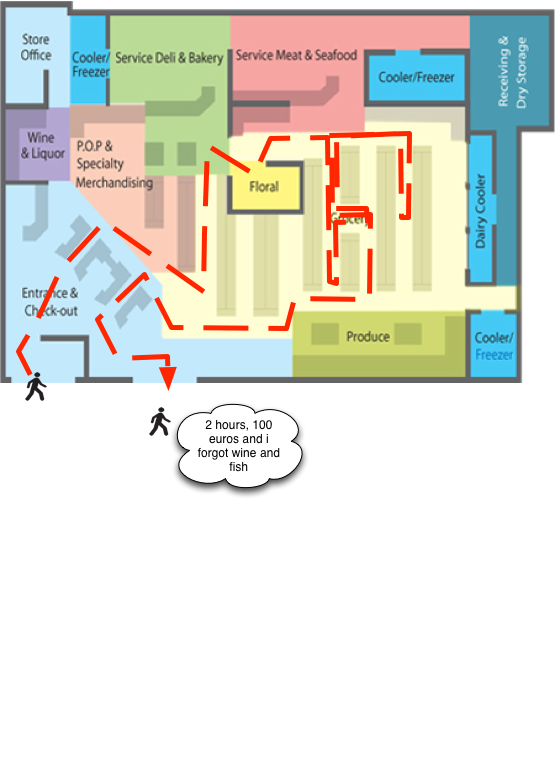 Store
Office
Cooler/
Freezer
Service Deli & Bakery
Service Meat & Seafood
Cooler/Freezer
Receiving &
Dry Storage
Wine
& Liquor
P.O.P &
Specialty
Merchandising
Floral
Grocery
Dairy Cooler
Entrance &
Check-out
Produce
Cooler/
Freezer
2 hours, 100
euros and i
forgot wine and
fish